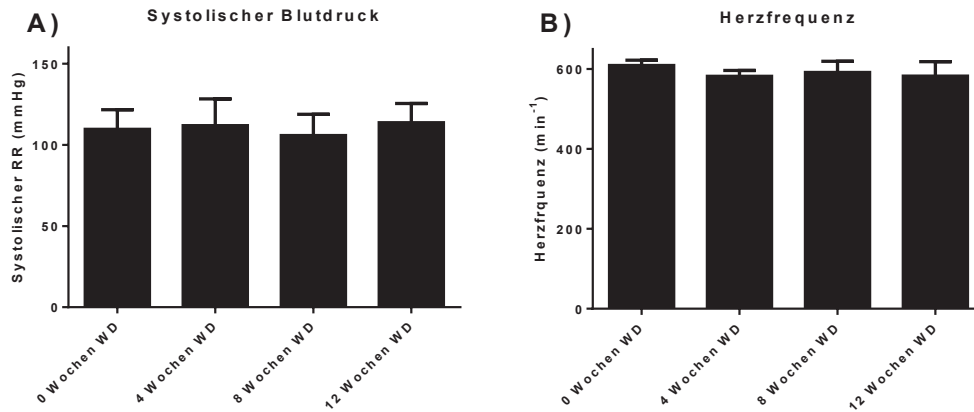 A)
Systolischer Blutdruck
Systolischer RR (mmHg)
150
100
50
0
0 Wochen WD
4 Wochen WD
8 Wochen WD
12 Wochen WD
B)
Herzfrequenz
Herzfrquenz (min⁻¹)
600
400
200
0
0 Wochen WD
4 Wochen WD
8 Wochen WD
12 Wochen WD